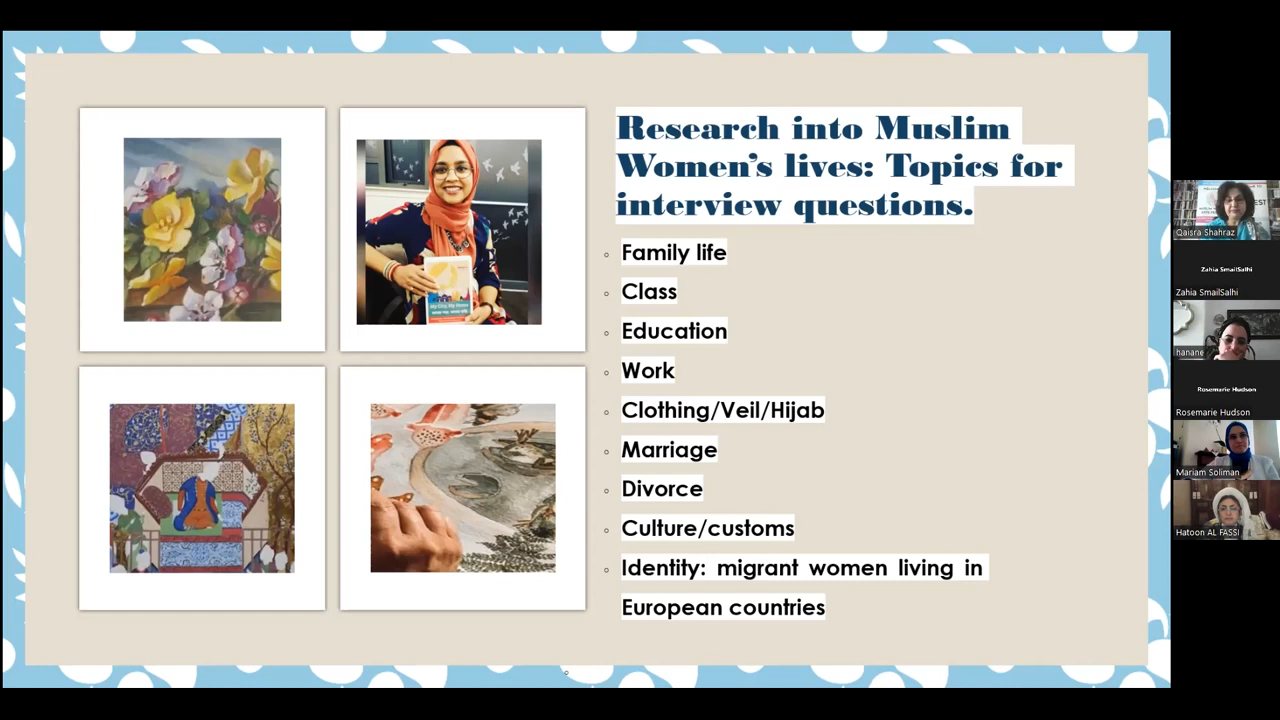 Research into Muslim
Women's lives: Topics for
interview questions.
Family life
Class
Education
Work
Clothing/Veil/Hijab
Marriage
Divorce
Culture/customs
Identity: migrant women living in
European countries
Qaisra Shahraz
Zahia SmailSalhi
Zahia SmailSalhi
hanane
Rosemarie Hudson
Rosemarie Hudson
Mariam Soliman
Hatoon AL FASSI